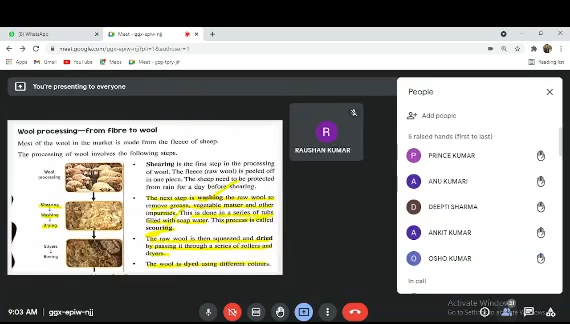 (5) WhatsApp
Meet - ggx-epiw-njj
meet.google.com/ggx-epiw-njj?pli=1&authuser=1
Apps
Gmail
YouTube
Maps
Meet - ggo-tpry-jef
Reading list
You're presenting to everyone
Wool processing—from fibre to wool
Most of the wool in the market is made from the fleece of sheep.
The processing of wool involves the following steps.
Wool
processing
Shearing
Washing
Drying
• Shearing is the first step in the processing
of wool. The fleece (raw wool) is peeled off
in one piece. The sheep need to be protected
from rain for a day before shearing.
• The next step is washing the raw wool to
remove grease, vegetable matter and other
impurities. This is done in a series of tubs
filled with soap water. This process is called
scouring.
• The raw wool is then squeezed and dried
by passing it through a series of rollers and
dryers.
• The wool is dyed using different colours.
R
RAUSHAN KUMAR
People
Add people
6 raised hands (first to last)
P PRINCE KUMAR
A ANU KUMARI
D DEEPTI SHARMA
A ANKIT KUMAR
O OSHO KUMAR
In call
Activate Windows
Go to Settings to activate Windows.
9:03 AM | ggx-epiw-njj